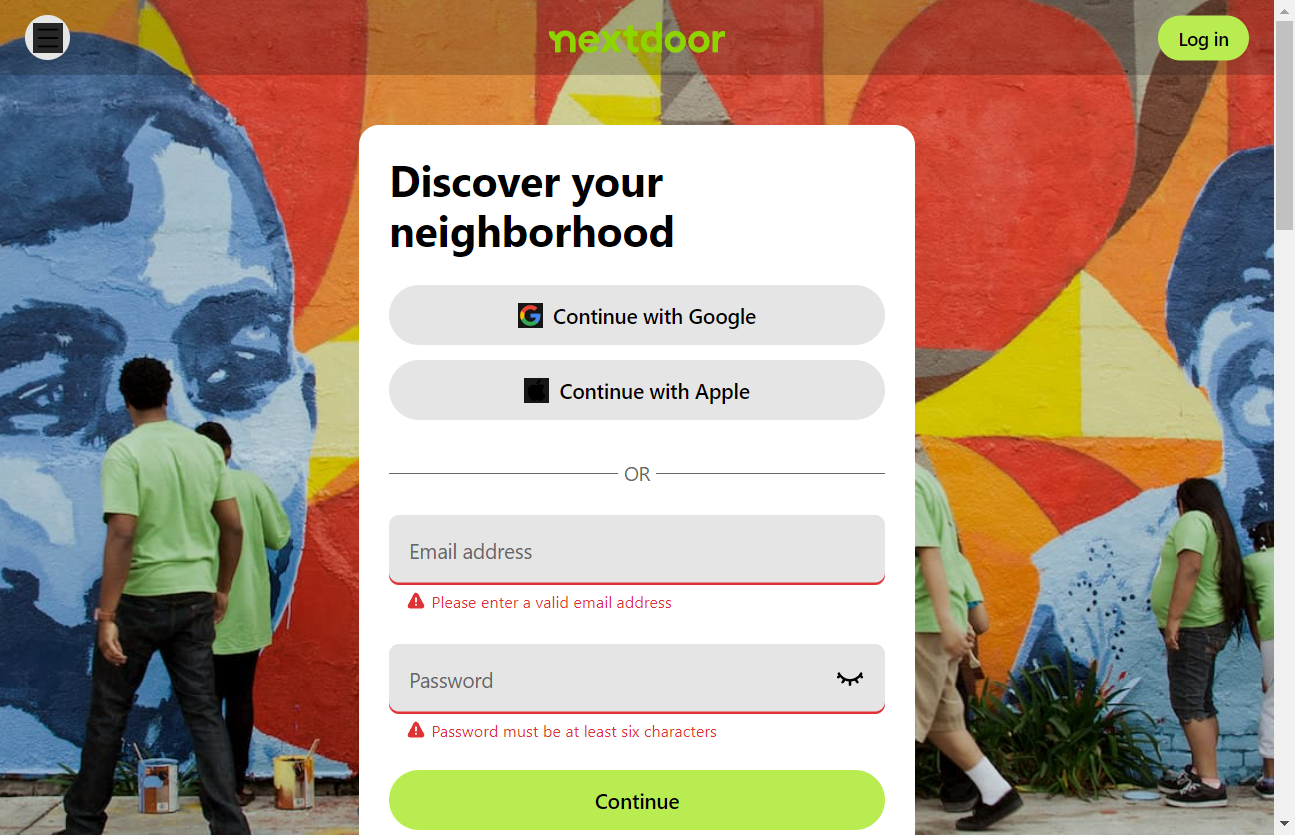 nextdoor
Log in
Discover your
neighborhood
Continue with Google
Continue with Apple
OR
Email address
Please enter a valid email address
Password
Password must be at least six characters
Continue